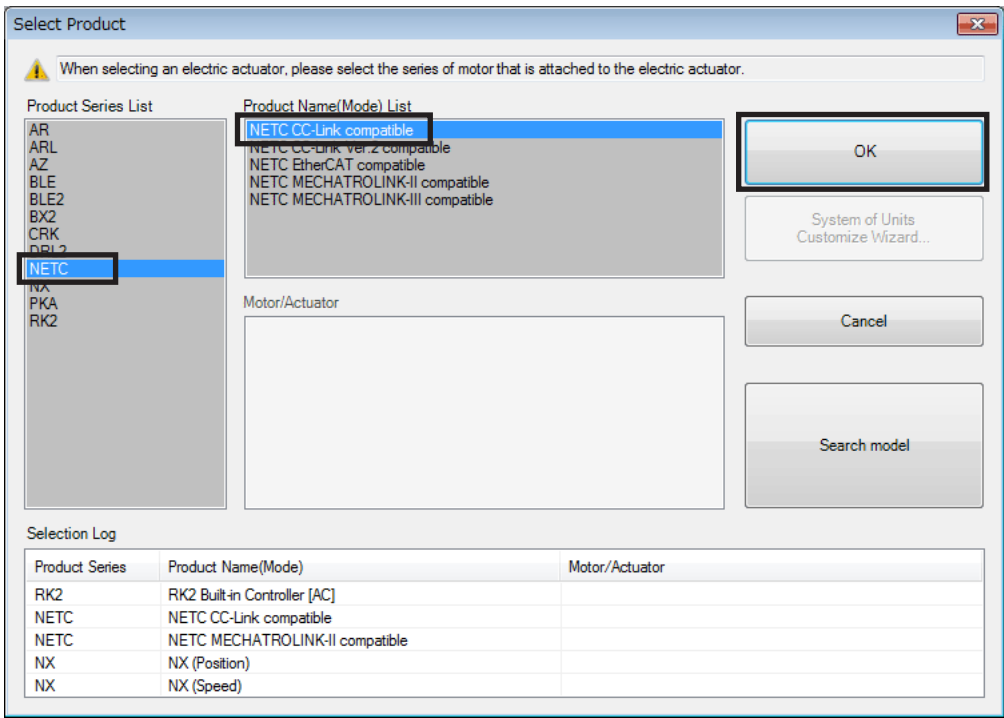 Select Product
When selecting an electric actuator, please select the series of motor that is attached to the electric actuator.
Product Series List
AR
ARL
AZ
BLE
BLE2
BX2
CRK
DRL2
NETC
NX
PKA
RK2
Product Name(Mode) List
NETC CC-Link compatible
NETC CC-Link Ver.2 compatible
NETC EtherCAT compatible
NETC MECHATROLINK-II compatible
NETC MECHATROLINK-III compatible
Motor/Actuator
OK
System of Units
Customize Wizard...
Cancel
Search model
Selection Log
Product Series Product Name(Mode) Motor/Actuator
RK2 RK2 Built-in Controller [AC]
NETC NETC CC-Link compatible
NETC NETC MECHATROLINK-II compatible
NX NX (Position)
NX NX (Speed)